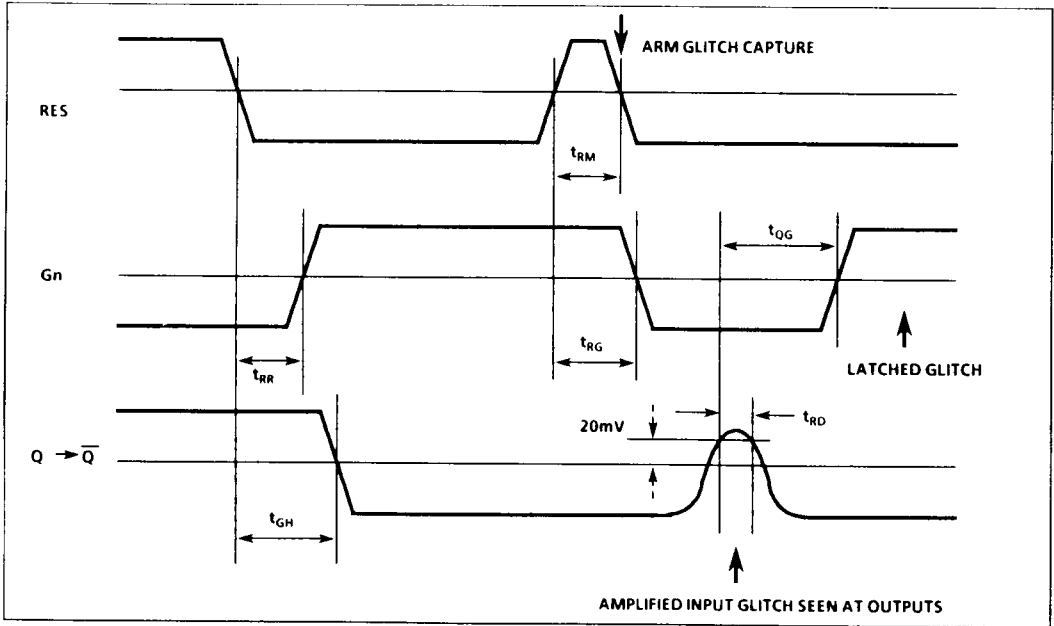 ARM GLITCH CAPTURE
RES
tRM
tQG
Gn
tRR
tRG
LATCHED GLITCH
20mV
tRD
Q → Q̅
tGH
AMPLIFIED INPUT GLITCH SEEN AT OUTPUTS